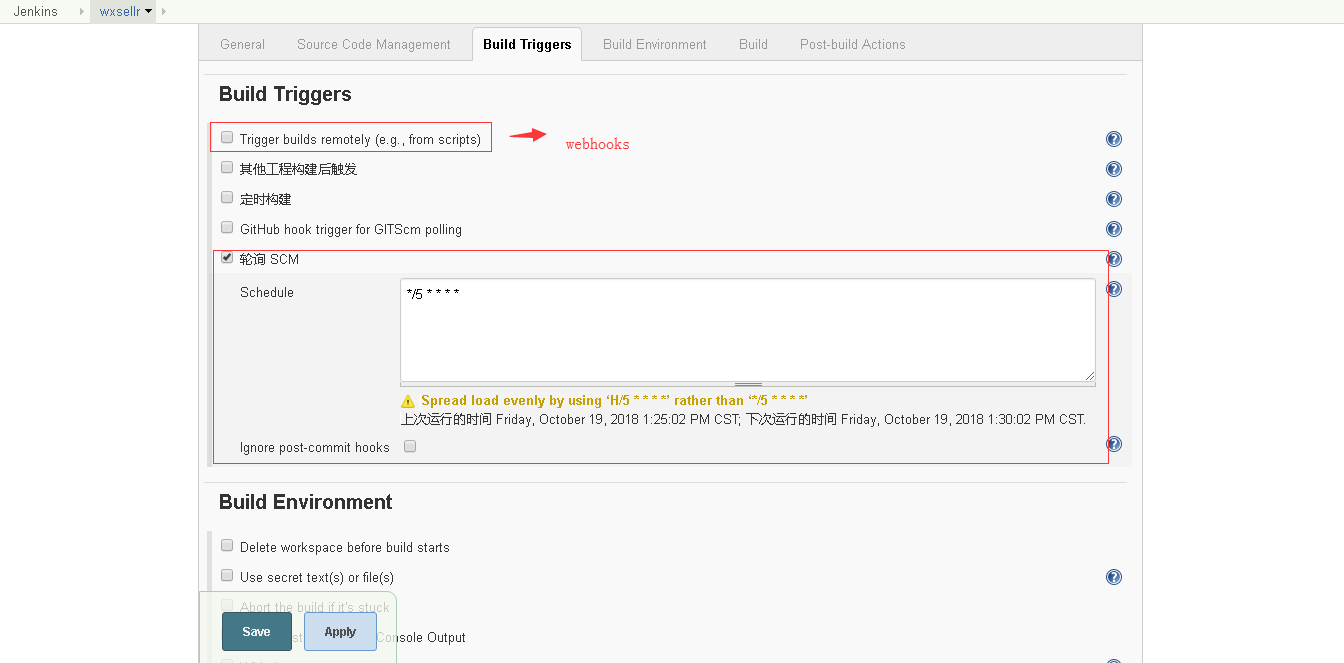 Jenkins wxsellr
General Source Code Management Build Triggers Build Environment Build Post-build Actions
Build Triggers
Trigger builds remotely (e.g., from scripts)
webhooks
其他工程构建后触发
定时构建
GitHub hook trigger for GITScm polling
轮询 SCM
Schedule
*/5 * * * *
Spread load evenly by using ‘H/5 * * * *’ rather than ‘*/5 * * * *’
上次运行的时间 Friday, October 19, 2018 1:25:02 PM CST; 下次运行的时间 Friday, October 19, 2018 1:30:02 PM CST.
Ignore post-commit hooks
Build Environment
Delete workspace before build starts
Use secret text(s) or file(s)
Abort the build if it's stuck
Save Apply
Console Output